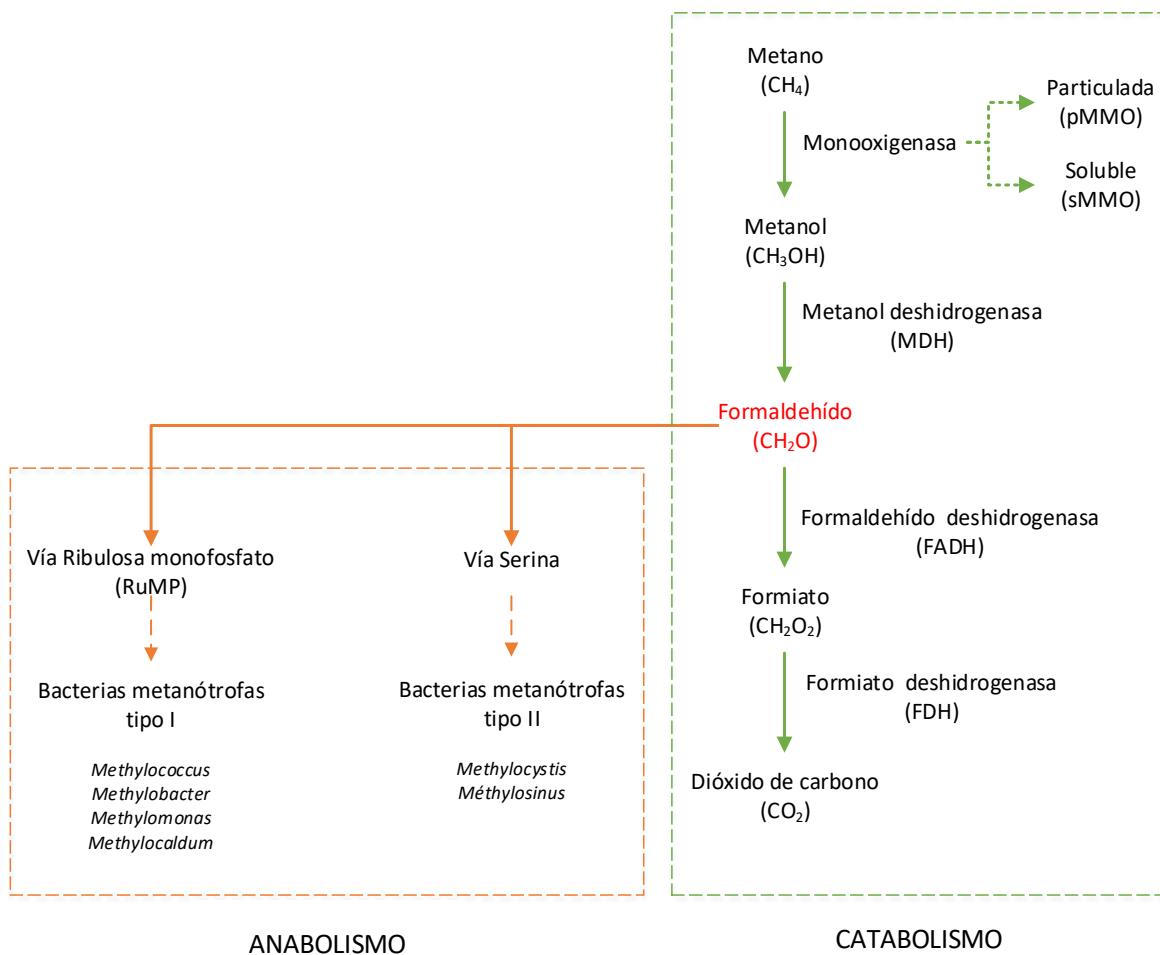 Metano
(CH₄)
Monooxigenasa
Particulada
(pMMO)
Soluble
(sMMO)
Metanol
(CH₃OH)
Metanol deshidrogenasa
(MDH)
Formaldehído
(CH₂O)
Formaldehído deshidrogenasa
(FADH)
Formiato
(CH₂O₂)
Formiato deshidrogenasa
(FDH)
Dióxido de carbono
(CO₂)
Vía Ribulosa monofosfato
(RuMP)
Bacterias metanótrofas
tipo I
Methylococcus
Methylobacter
Methylomonas
Methylocaldum
Vía Serina
Bacterias metanótrofas
tipo II
Methylocystis
Méthylosinus
ANABOLISMO
CATABOLISMO